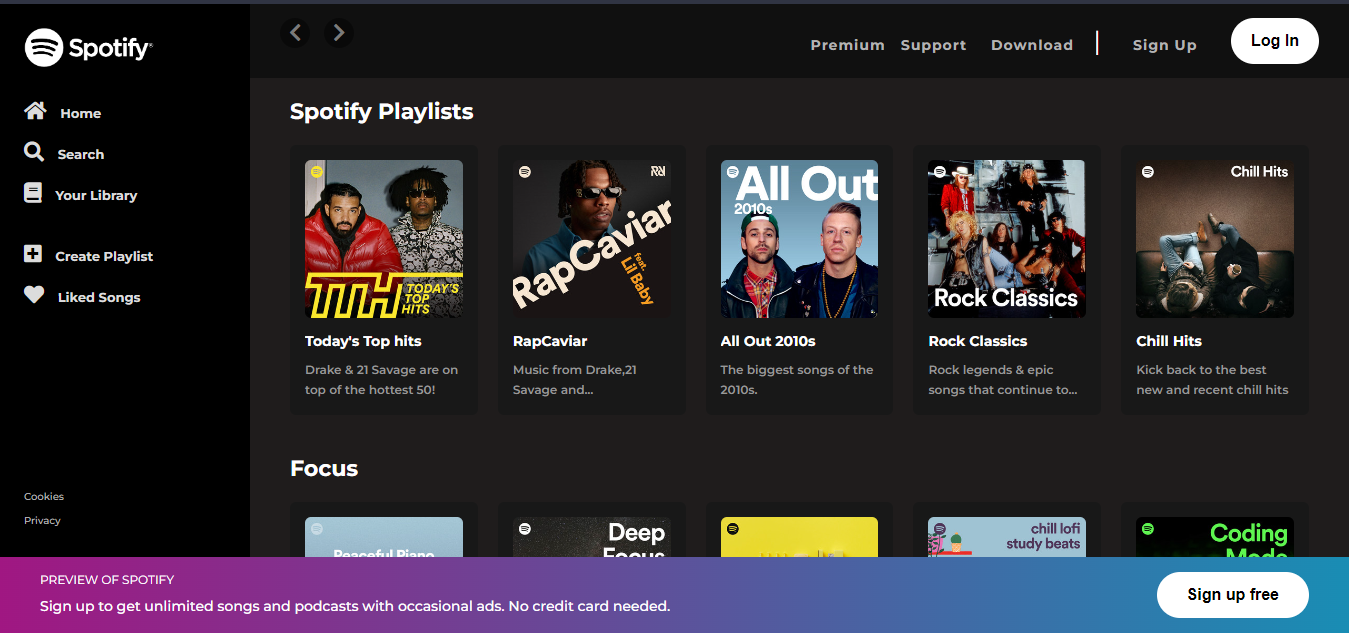 Spotify
Premium Support Download Sign Up Log In
Home
Search
Your Library
Create Playlist
Liked Songs
Cookies
Privacy
Spotify Playlists
TTH TODAY'S
TOP
HITS
Today's Top hits
Drake & 21 Savage are on
top of the hottest 50!
RapCaviar
feat.
Lil Baby
RapCaviar
Music from Drake,21
Savage and...
All Out
2010s
All Out 2010s
The biggest songs of the
2010s.
Rock Classics
Rock Classics
Rock legends & epic
songs that continue to...
Chill Hits
Chill Hits
Kick back to the best
new and recent chill hits
Focus
Peaceful Piano
Deep
Focus
chill lofi
study beats
Coding
Mode
PREVIEW OF SPOTIFY
Sign up to get unlimited songs and podcasts with occasional ads. No credit card needed.
Sign up free